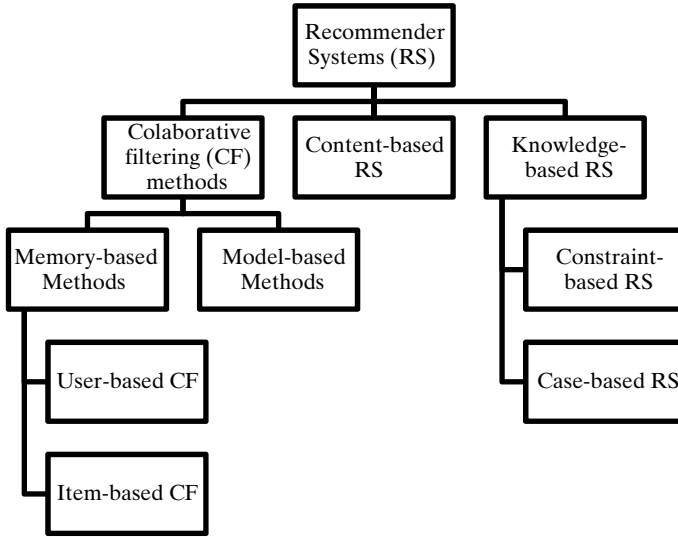 Recommender
Systems (RS)
Colaborative
filtering (CF)
methods
Content-based
RS
Knowledge-
based RS
Memory-based
Methods
Model-based
Methods
Constraint-
based RS
User-based CF
Case-based RS
Item-based CF